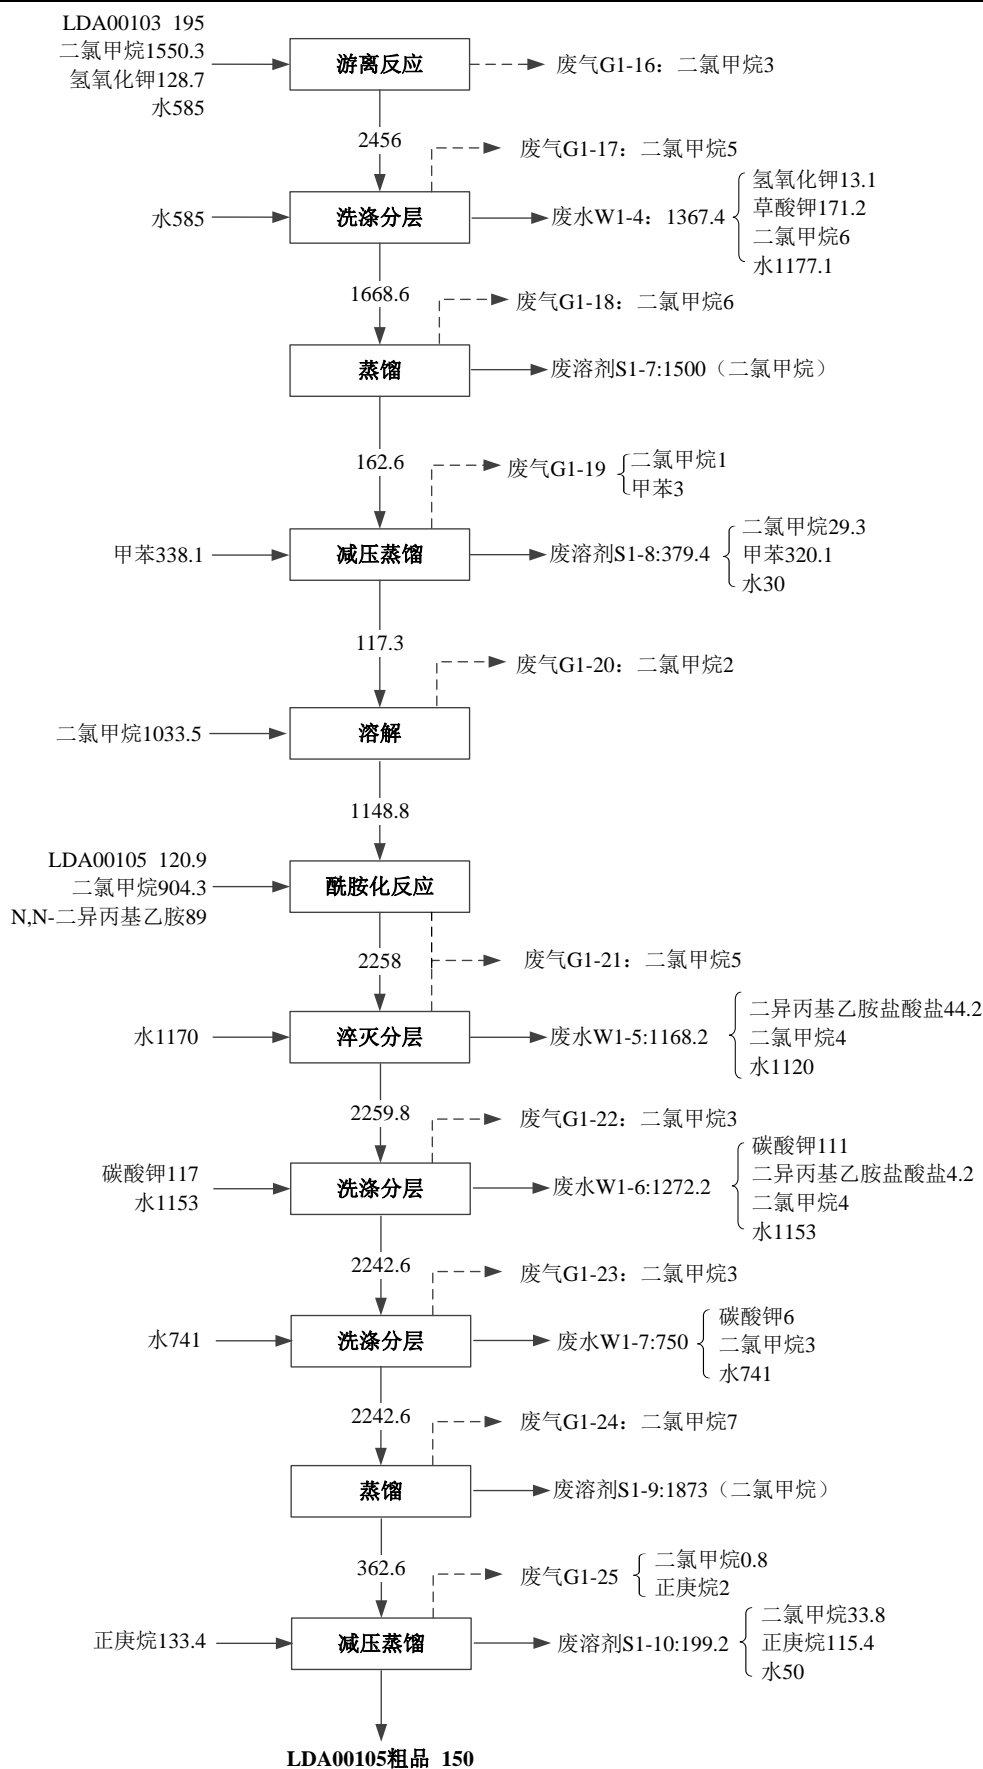 LDA00103  195
二氯甲烷1550.3
氢氧化钾128.7
水585
游离反应
废气G1-16：二氯甲烷3
2456
废气G1-17：二氯甲烷5
水585
洗涤分层
废水W1-4：1367.4
氢氧化钾13.1
草酸钾171.2
二氯甲烷6
水1177.1
1668.6
废气G1-18：二氯甲烷6
蒸馏
废溶剂S1-7:1500（二氯甲烷）
162.6
废气G1-19
二氯甲烷1
甲苯3
甲苯338.1
减压蒸馏
废溶剂S1-8:379.4
二氯甲烷29.3
甲苯320.1
水30
117.3
废气G1-20：二氯甲烷2
二氯甲烷1033.5
溶解
1148.8
LDA00105  120.9
二氯甲烷904.3
N,N-二异丙基乙胺89
酰胺化反应
2258
废气G1-21：二氯甲烷5
水1170
淬灭分层
废水W1-5:1168.2
二异丙基乙胺盐酸盐44.2
二氯甲烷4
水1120
2259.8
废气G1-22：二氯甲烷3
碳酸钾117
水1153
洗涤分层
废水W1-6:1272.2
碳酸钾111
二异丙基乙胺盐酸盐4.2
二氯甲烷4
水1153
2242.6
废气G1-23：二氯甲烷3
水741
洗涤分层
废水W1-7:750
碳酸钾6
二氯甲烷3
水741
2242.6
废气G1-24：二氯甲烷7
蒸馏
废溶剂S1-9:1873（二氯甲烷）
362.6
废气G1-25
二氯甲烷0.8
正庚烷2
正庚烷133.4
减压蒸馏
废溶剂S1-10:199.2
二氯甲烷33.8
正庚烷115.4
水50
LDA00105粗品  150